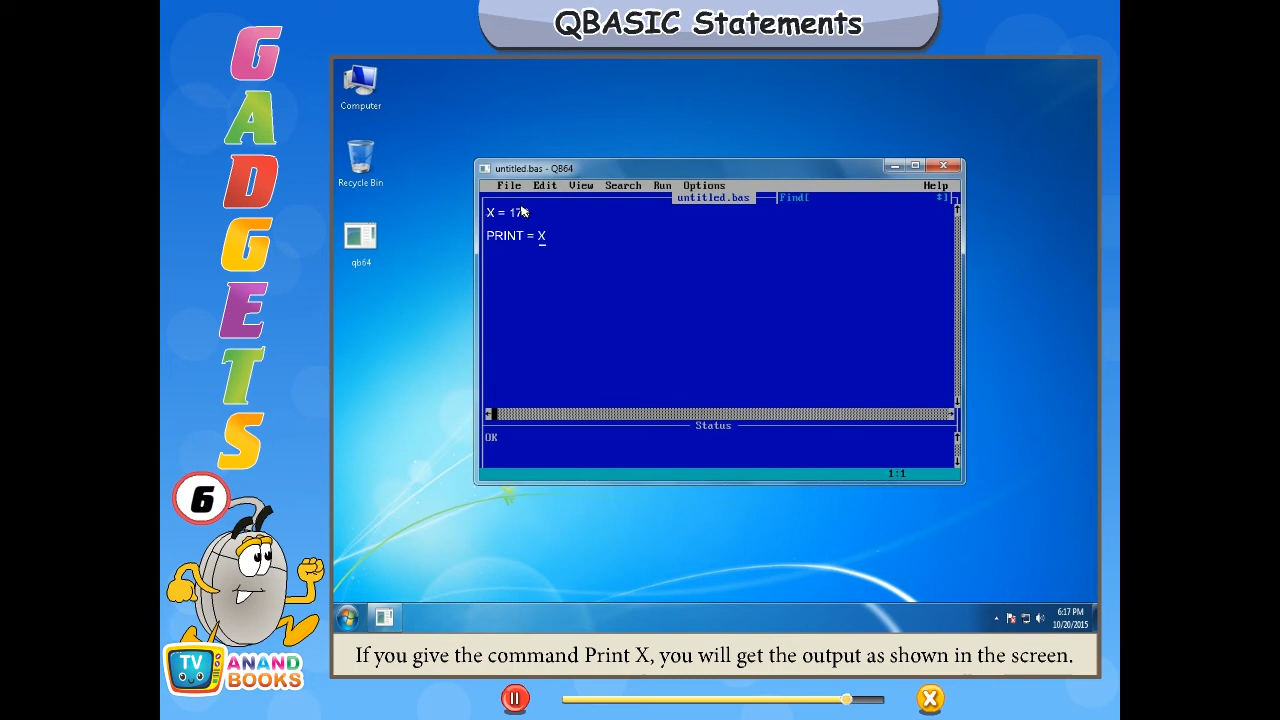 QBASIC Statements
GADGETS
6
TV
ANAND
BOOKS
Computer
Recycle Bin
qb64
untitled.bas - QB64
File Edit View Search Run Options Help
untitled.bas Find[
X = 17
PRINT = X
Status
OK
1:1
6:17 PM
10/20/2015
If you give the command Print X, you will get the output as shown in the screen.